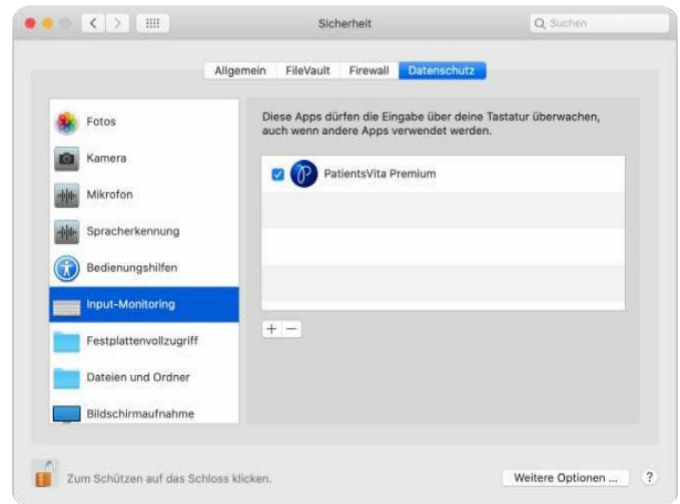 Sicherheit
Suchen
Allgemein FileVault Firewall Datenschutz
Fotos
Kamera
Mikrofon
Spracherkennung
Bedienungshilfen
Input-Monitoring
Festplattenvollzugriff
Dateien und Ordner
Bildschirmaufnahme
Diese Apps dürfen die Eingabe über deine Tastatur überwachen,
auch wenn andere Apps verwendet werden.
PatientsVita Premium
+ −
Zum Schützen auf das Schloss klicken.
Weitere Optionen ... ?